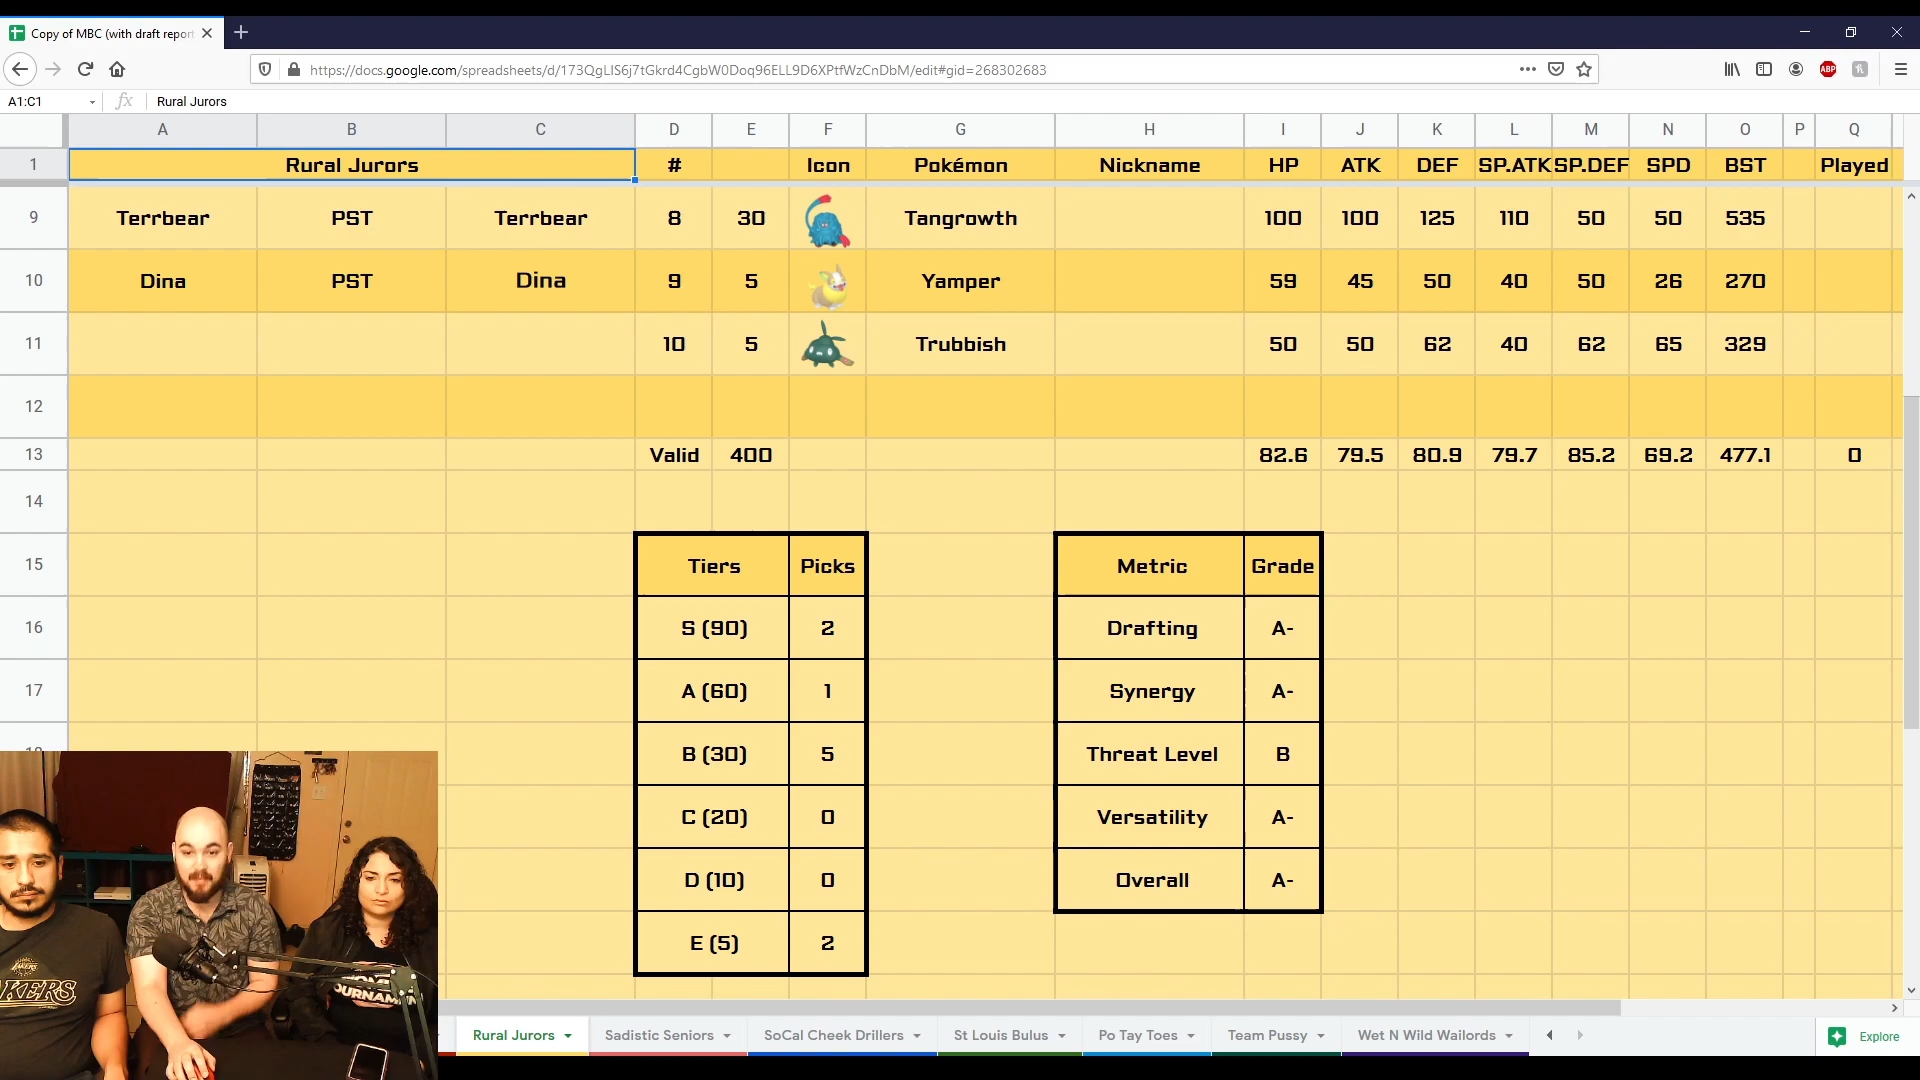 Copy of MBC (with draft report
https://docs.google.com/spreadsheets/d/173QgLIS6j7tGkrd4CgbW0Doq96ELL9D6XPtfWzCnDbM/edit#gid=268302683
ABP
A1:C1 fx Rural Jurors
A B C D E F G H I J K L M N O P Q
1 Rural Jurors # Icon Pokémon Nickname HP ATK DEF SP.ATK SP.DEF SPD BST Played
9 Terrbear PST Terrbear 8 30 Tangrowth 100 100 125 110 50 50 535
10 Dina PST Dina 9 5 Yamper 59 45 50 40 50 26 270
11 10 5 Trubbish 50 50 62 40 62 65 329
12
13 Valid 400 82.6 79.5 80.9 79.7 85.2 69.2 477.1 0
14
15 Tiers Picks Metric Grade
16 S (90) 2 Drafting A-
17 A (60) 1 Synergy A-
B (30) 5 Threat Level B
C (20) 0 Versatility A-
D (10) 0 Overall A-
E (5) 2
Rural Jurors Sadistic Seniors SoCal Cheek Drillers St Louis Bulus Po Tay Toes Team Pussy Wet N Wild Wailords Explore